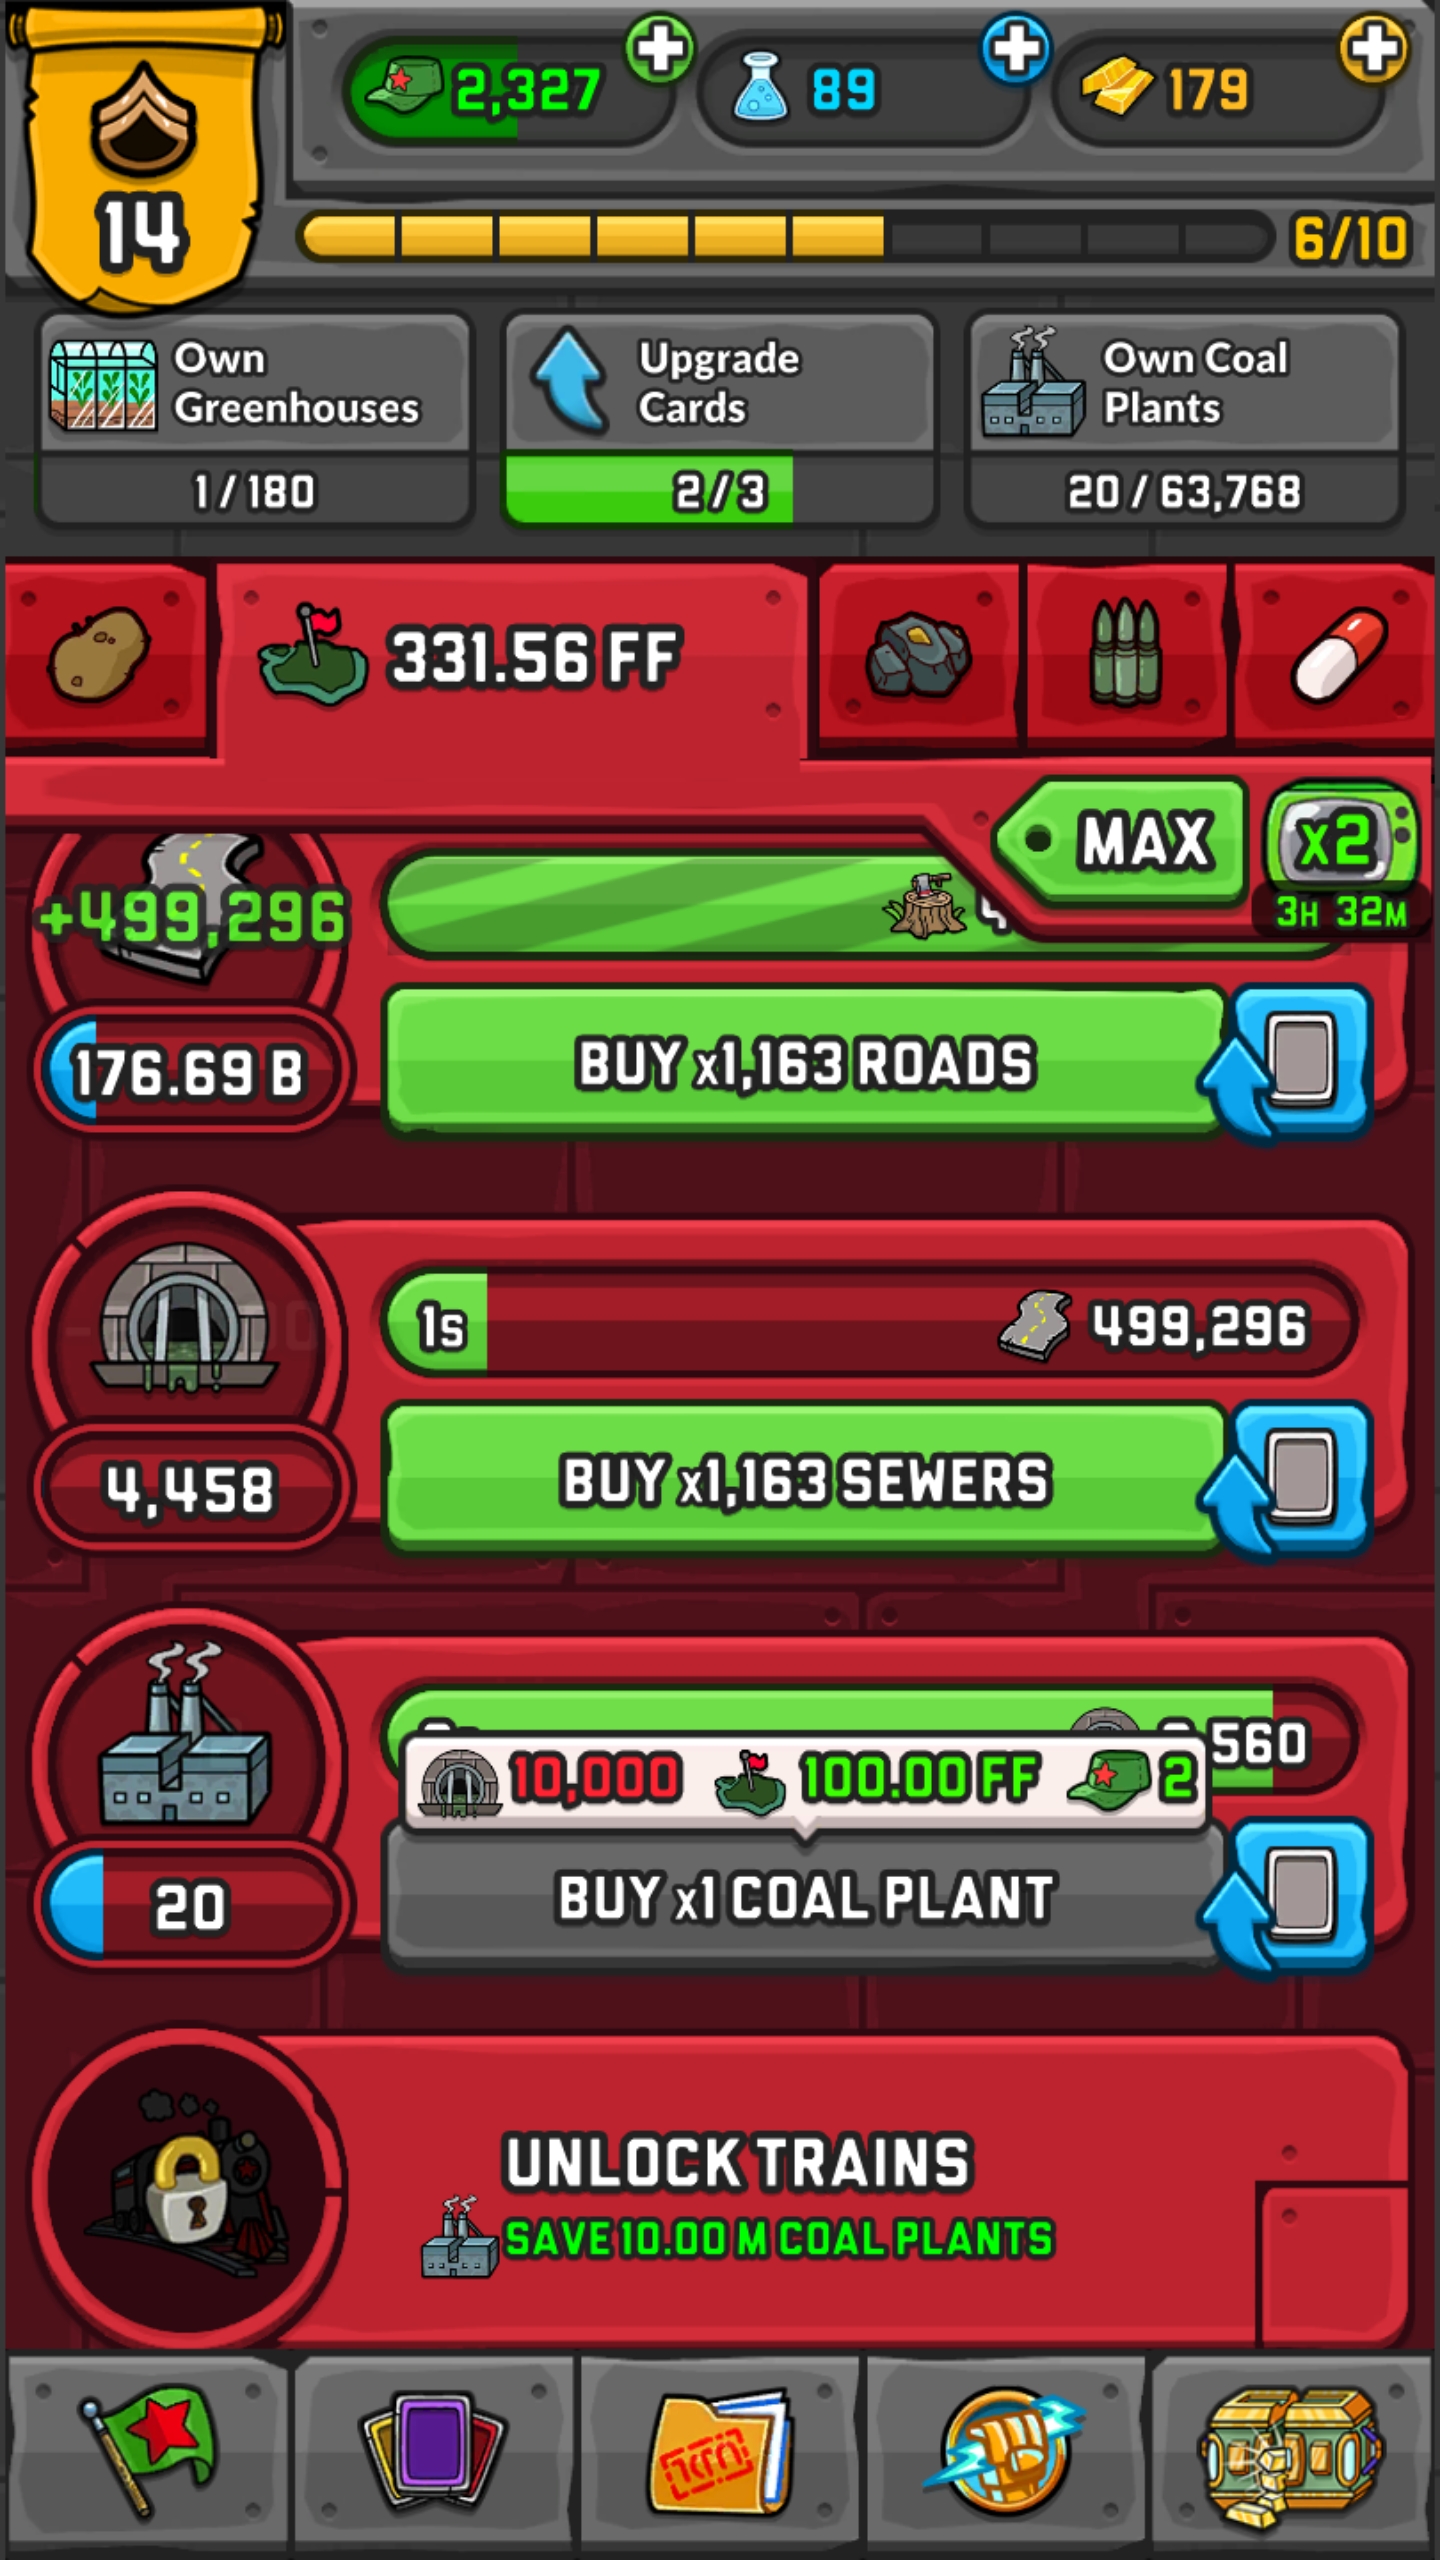 2,327
89
179
14
6/10
Own
Greenhouses
1/180
Upgrade
Cards
2/3
Own Coal
Plants
20/63,768
331.56 FF
MAX
x2
3H 32M
+499,296
176.69 B
BUY x1,163 ROADS
1s
499,296
4,458
BUY x1,163 SEWERS
560
10,000
100.00 FF
2
20
BUY x1 COAL PLANT
UNLOCK TRAINS
SAVE 10.00 M COAL PLANTS